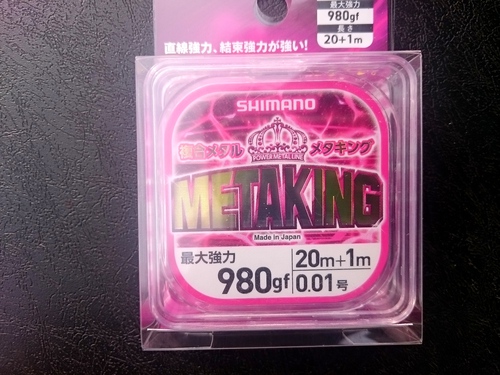 最大強力
980gf
長さ
20+1m
直線強力、結束強力が強い!
SHIMANO
複合メタル メタキング
POWER METAL LINE
METAKING
Made in Japan
最大強力
980gf
20m+1m
0.01号